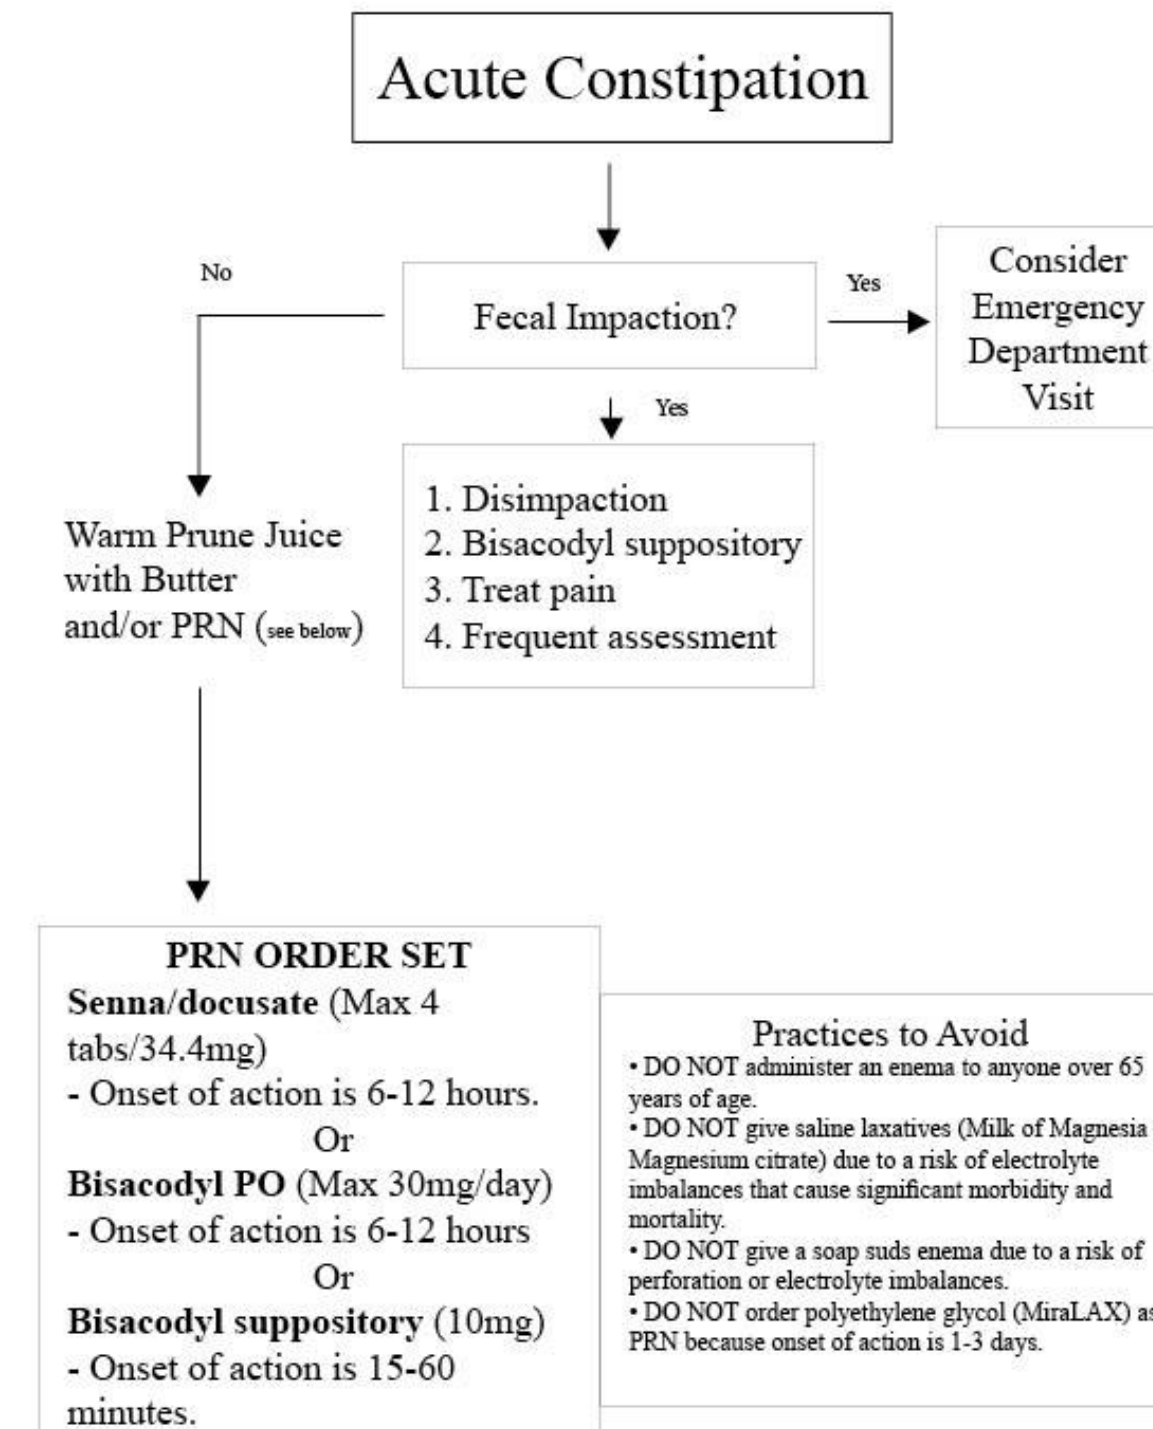 Acute Constipation
No
Fecal Impaction?
Yes
Consider
Emergency
Department
Visit
Yes
1. Disimpaction
2. Bisacodyl suppository
3. Treat pain
4. Frequent assessment
Warm Prune Juice
with Butter
and/or PRN (see below)
PRN ORDER SET
Senna/docusate (Max 4
tabs/34.4mg)
- Onset of action is 6-12 hours.
Or
Bisacodyl PO (Max 30mg/day)
- Onset of action is 6-12 hours
Or
Bisacodyl suppository (10mg)
- Onset of action is 15-60
minutes.
Practices to Avoid
• DO NOT administer an enema to anyone over 65
years of age.
• DO NOT give saline laxatives (Milk of Magnesia
Magnesium citrate) due to a risk of electrolyte
imbalances that cause significant morbidity and
mortality.
• DO NOT give a soap suds enema due to a risk of
perforation or electrolyte imbalances.
• DO NOT order polyethylene glycol (MiraLAX) as
PRN because onset of action is 1-3 days.